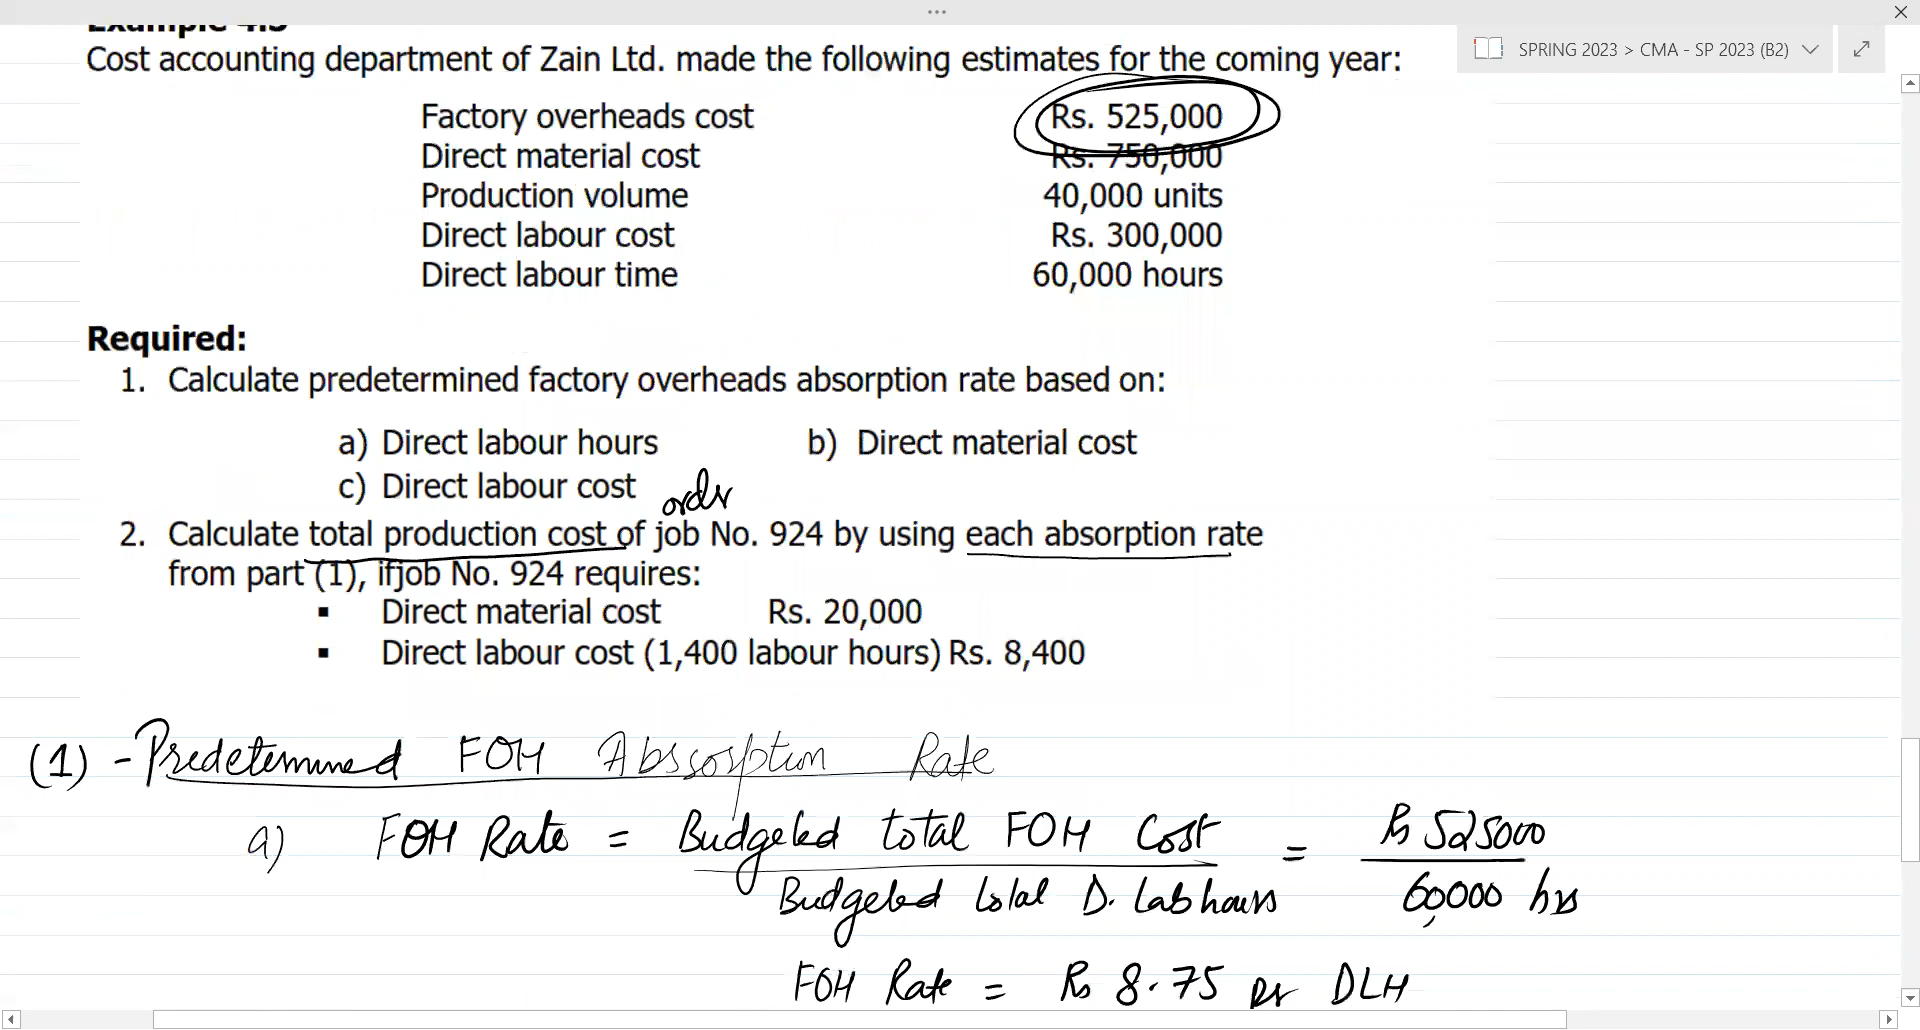 Example 4.3
SPRING 2023 > CMA - SP 2023 (B2)
Cost accounting department of Zain Ltd. made the following estimates for the coming year:
Factory overheads cost Rs. 525,000
Direct material cost Rs. 750,000
Production volume 40,000 units
Direct labour cost Rs. 300,000
Direct labour time 60,000 hours
Required:
1. Calculate predetermined factory overheads absorption rate based on:
a) Direct labour hours b) Direct material cost
c) Direct labour cost
order
2. Calculate total production cost of job No. 924 by using each absorption rate
from part (1), ifjob No. 924 requires:
▪ Direct material cost Rs. 20,000
▪ Direct labour cost (1,400 labour hours) Rs. 8,400
(1) - Predetermined FOH Abssorption Rate
a) FOH Rate = Budgeted total FOH Cost = Rs 525000
Budgeted total D. Lab hours 60,000 hrs
FOH Rate = Rs 8.75 per DLH